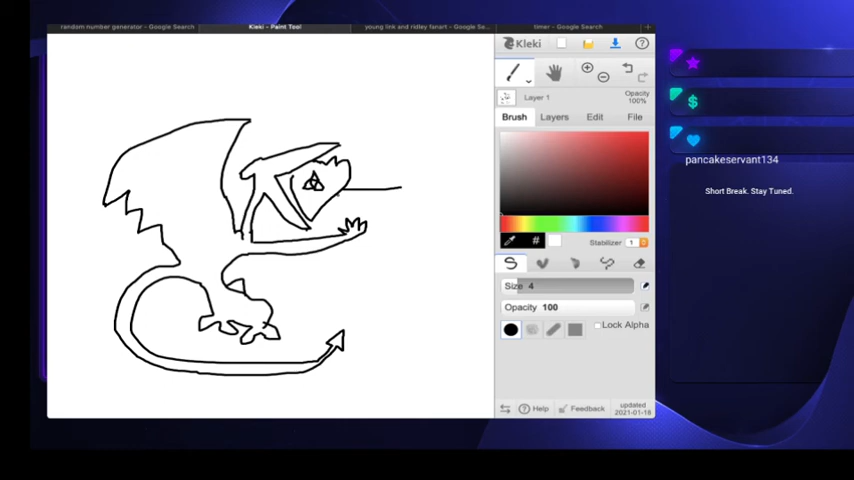 random number generator - Google Search
Kleki - Paint Tool
young link and ridley fanart - Google Se...
timer - Google Search
Kleki
Layer 1
Opacity
100%
Brush
Layers
Edit
File
#
Stabilizer 1
Size 4
Opacity 100
Lock Alpha
Help
Feedback
updated
2021-01-18
$
pancakeservant134
Short Break. Stay Tuned.